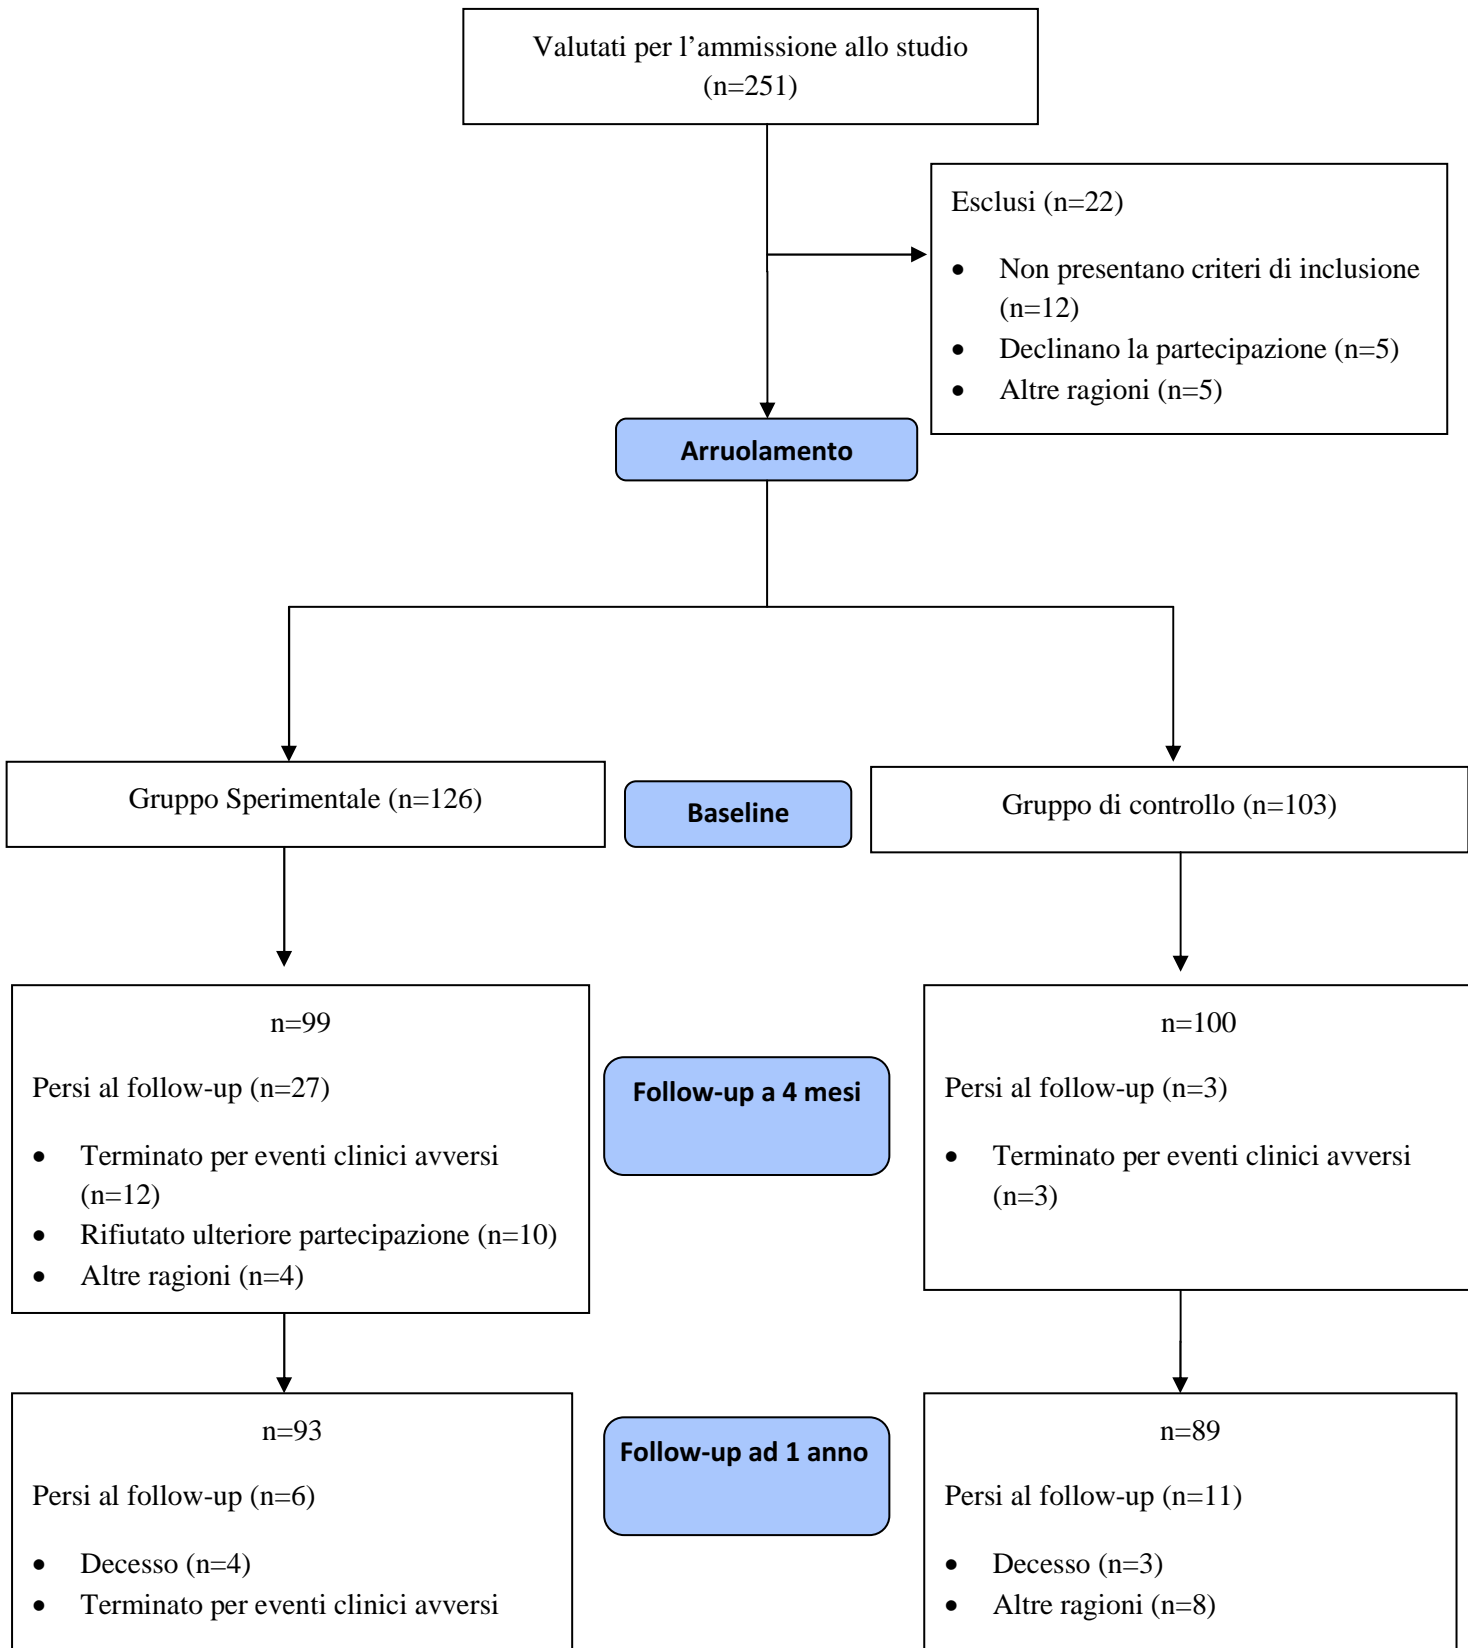 Valutati per l’ammissione allo studio
(n=251)
Esclusi (n=22)
• Non presentano criteri di inclusione
(n=12)
• Declinano la partecipazione (n=5)
• Altre ragioni (n=5)
Arruolamento
Gruppo Sperimentale (n=126)
Baseline
Gruppo di controllo (n=103)
n=99
Persi al follow-up (n=27)
• Terminato per eventi clinici avversi
(n=12)
• Rifiutato ulteriore partecipazione (n=10)
• Altre ragioni (n=4)
Follow-up a 4 mesi
n=100
Persi al follow-up (n=3)
• Terminato per eventi clinici avversi
(n=3)
n=93
Persi al follow-up (n=6)
• Decesso (n=4)
• Terminato per eventi clinici avversi
Follow-up ad 1 anno
n=89
Persi al follow-up (n=11)
• Decesso (n=3)
• Altre ragioni (n=8)